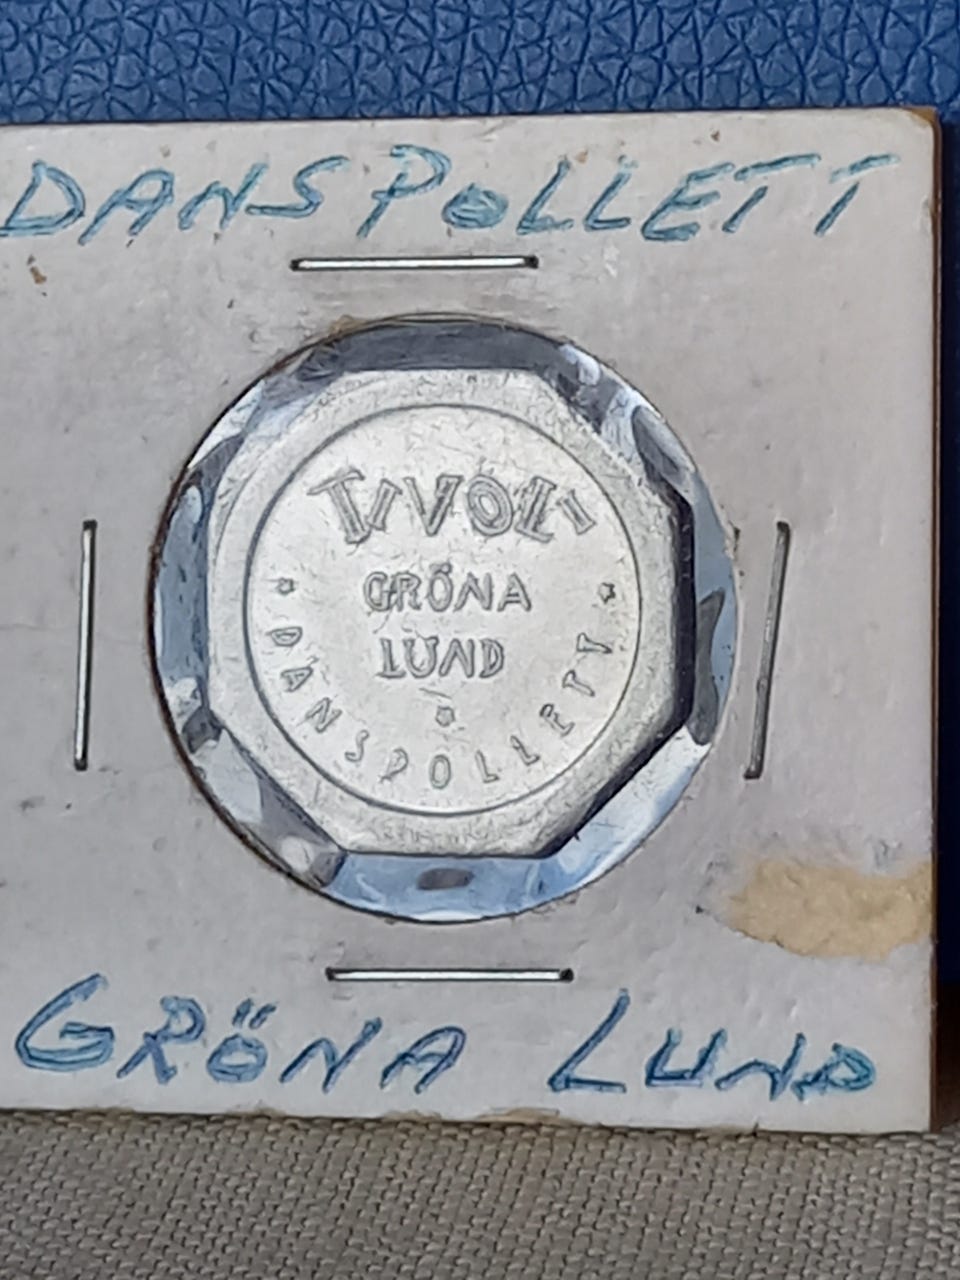 DANSPOLLETT
TIVOLI
GRÖNA
LUND
DANSPOLLETT
GRÖNA LUND